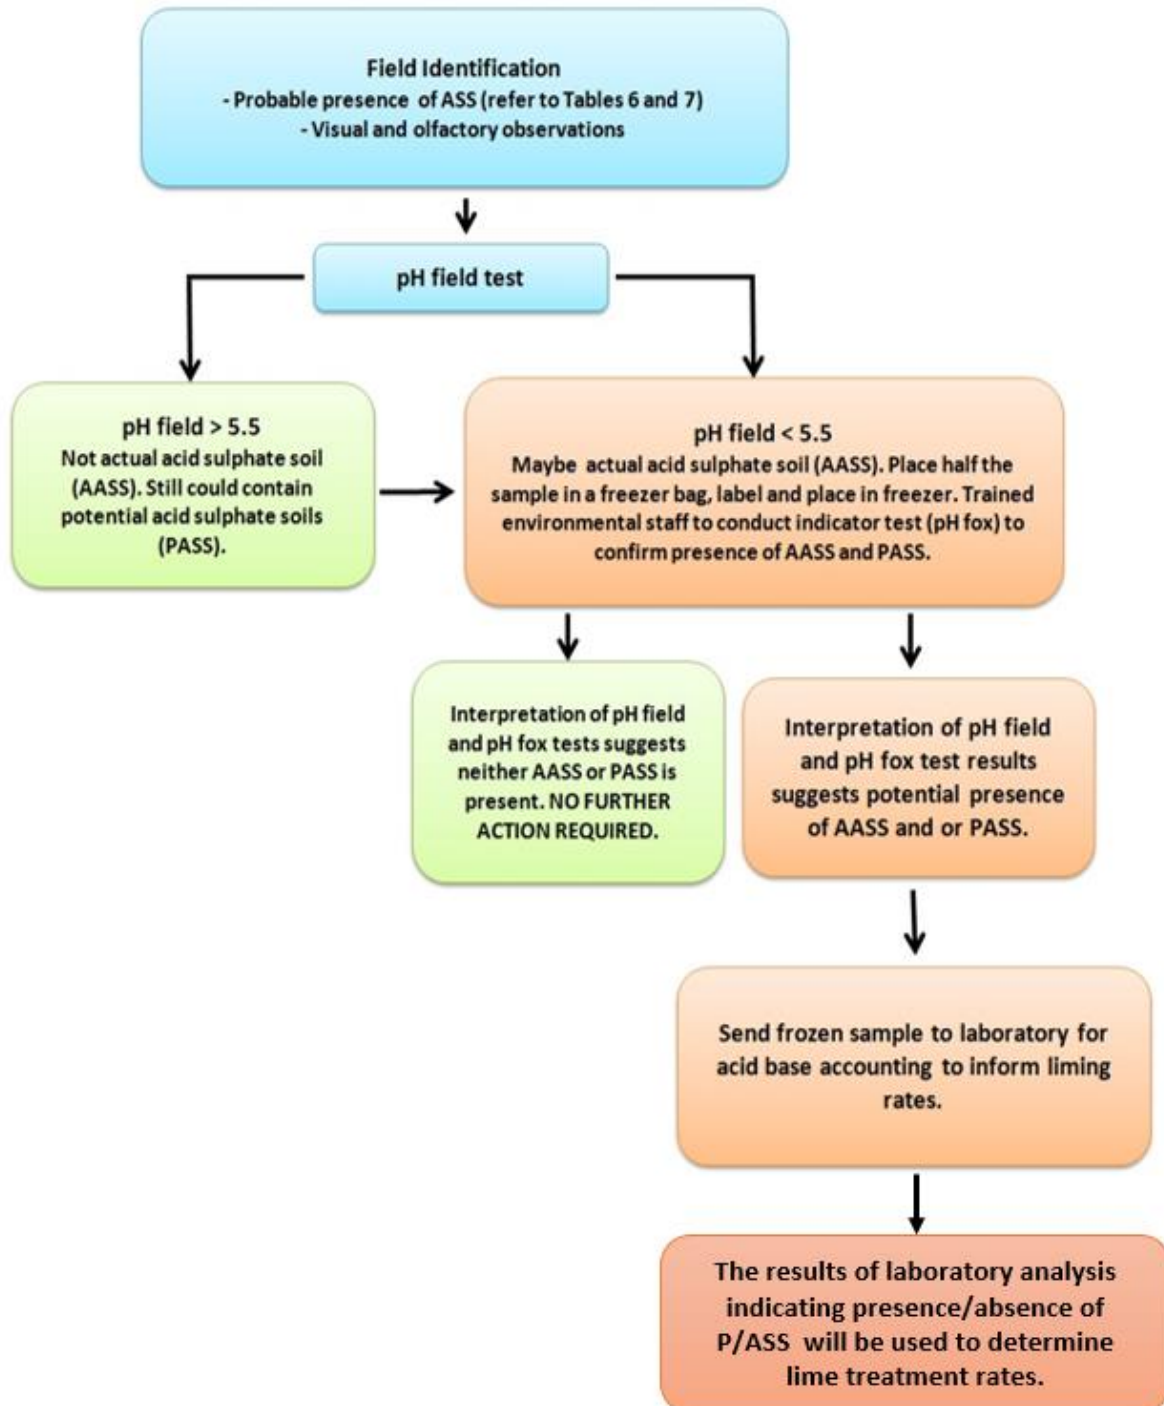 Field Identification
- Probable presence of ASS (refer to Tables 6 and 7)
- Visual and olfactory observations
pH field test
pH field > 5.5
Not actual acid sulphate soil
(AASS). Still could contain
potential acid sulphate soils
(PASS).
pH field < 5.5
Maybe actual acid sulphate soil (AASS). Place half the
sample in a freezer bag, label and place in freezer. Trained
environmental staff to conduct indicator test (pH fox) to
confirm presence of AASS and PASS.
Interpretation of pH field
and pH fox tests suggests
neither AASS or PASS is
present. NO FURTHER
ACTION REQUIRED.
Interpretation of pH field
and pH fox test results
suggests potential presence
of AASS and or PASS.
Send frozen sample to laboratory for
acid base accounting to inform liming
rates.
The results of laboratory analysis
indicating presence/absence of
P/ASS will be used to determine
lime treatment rates.